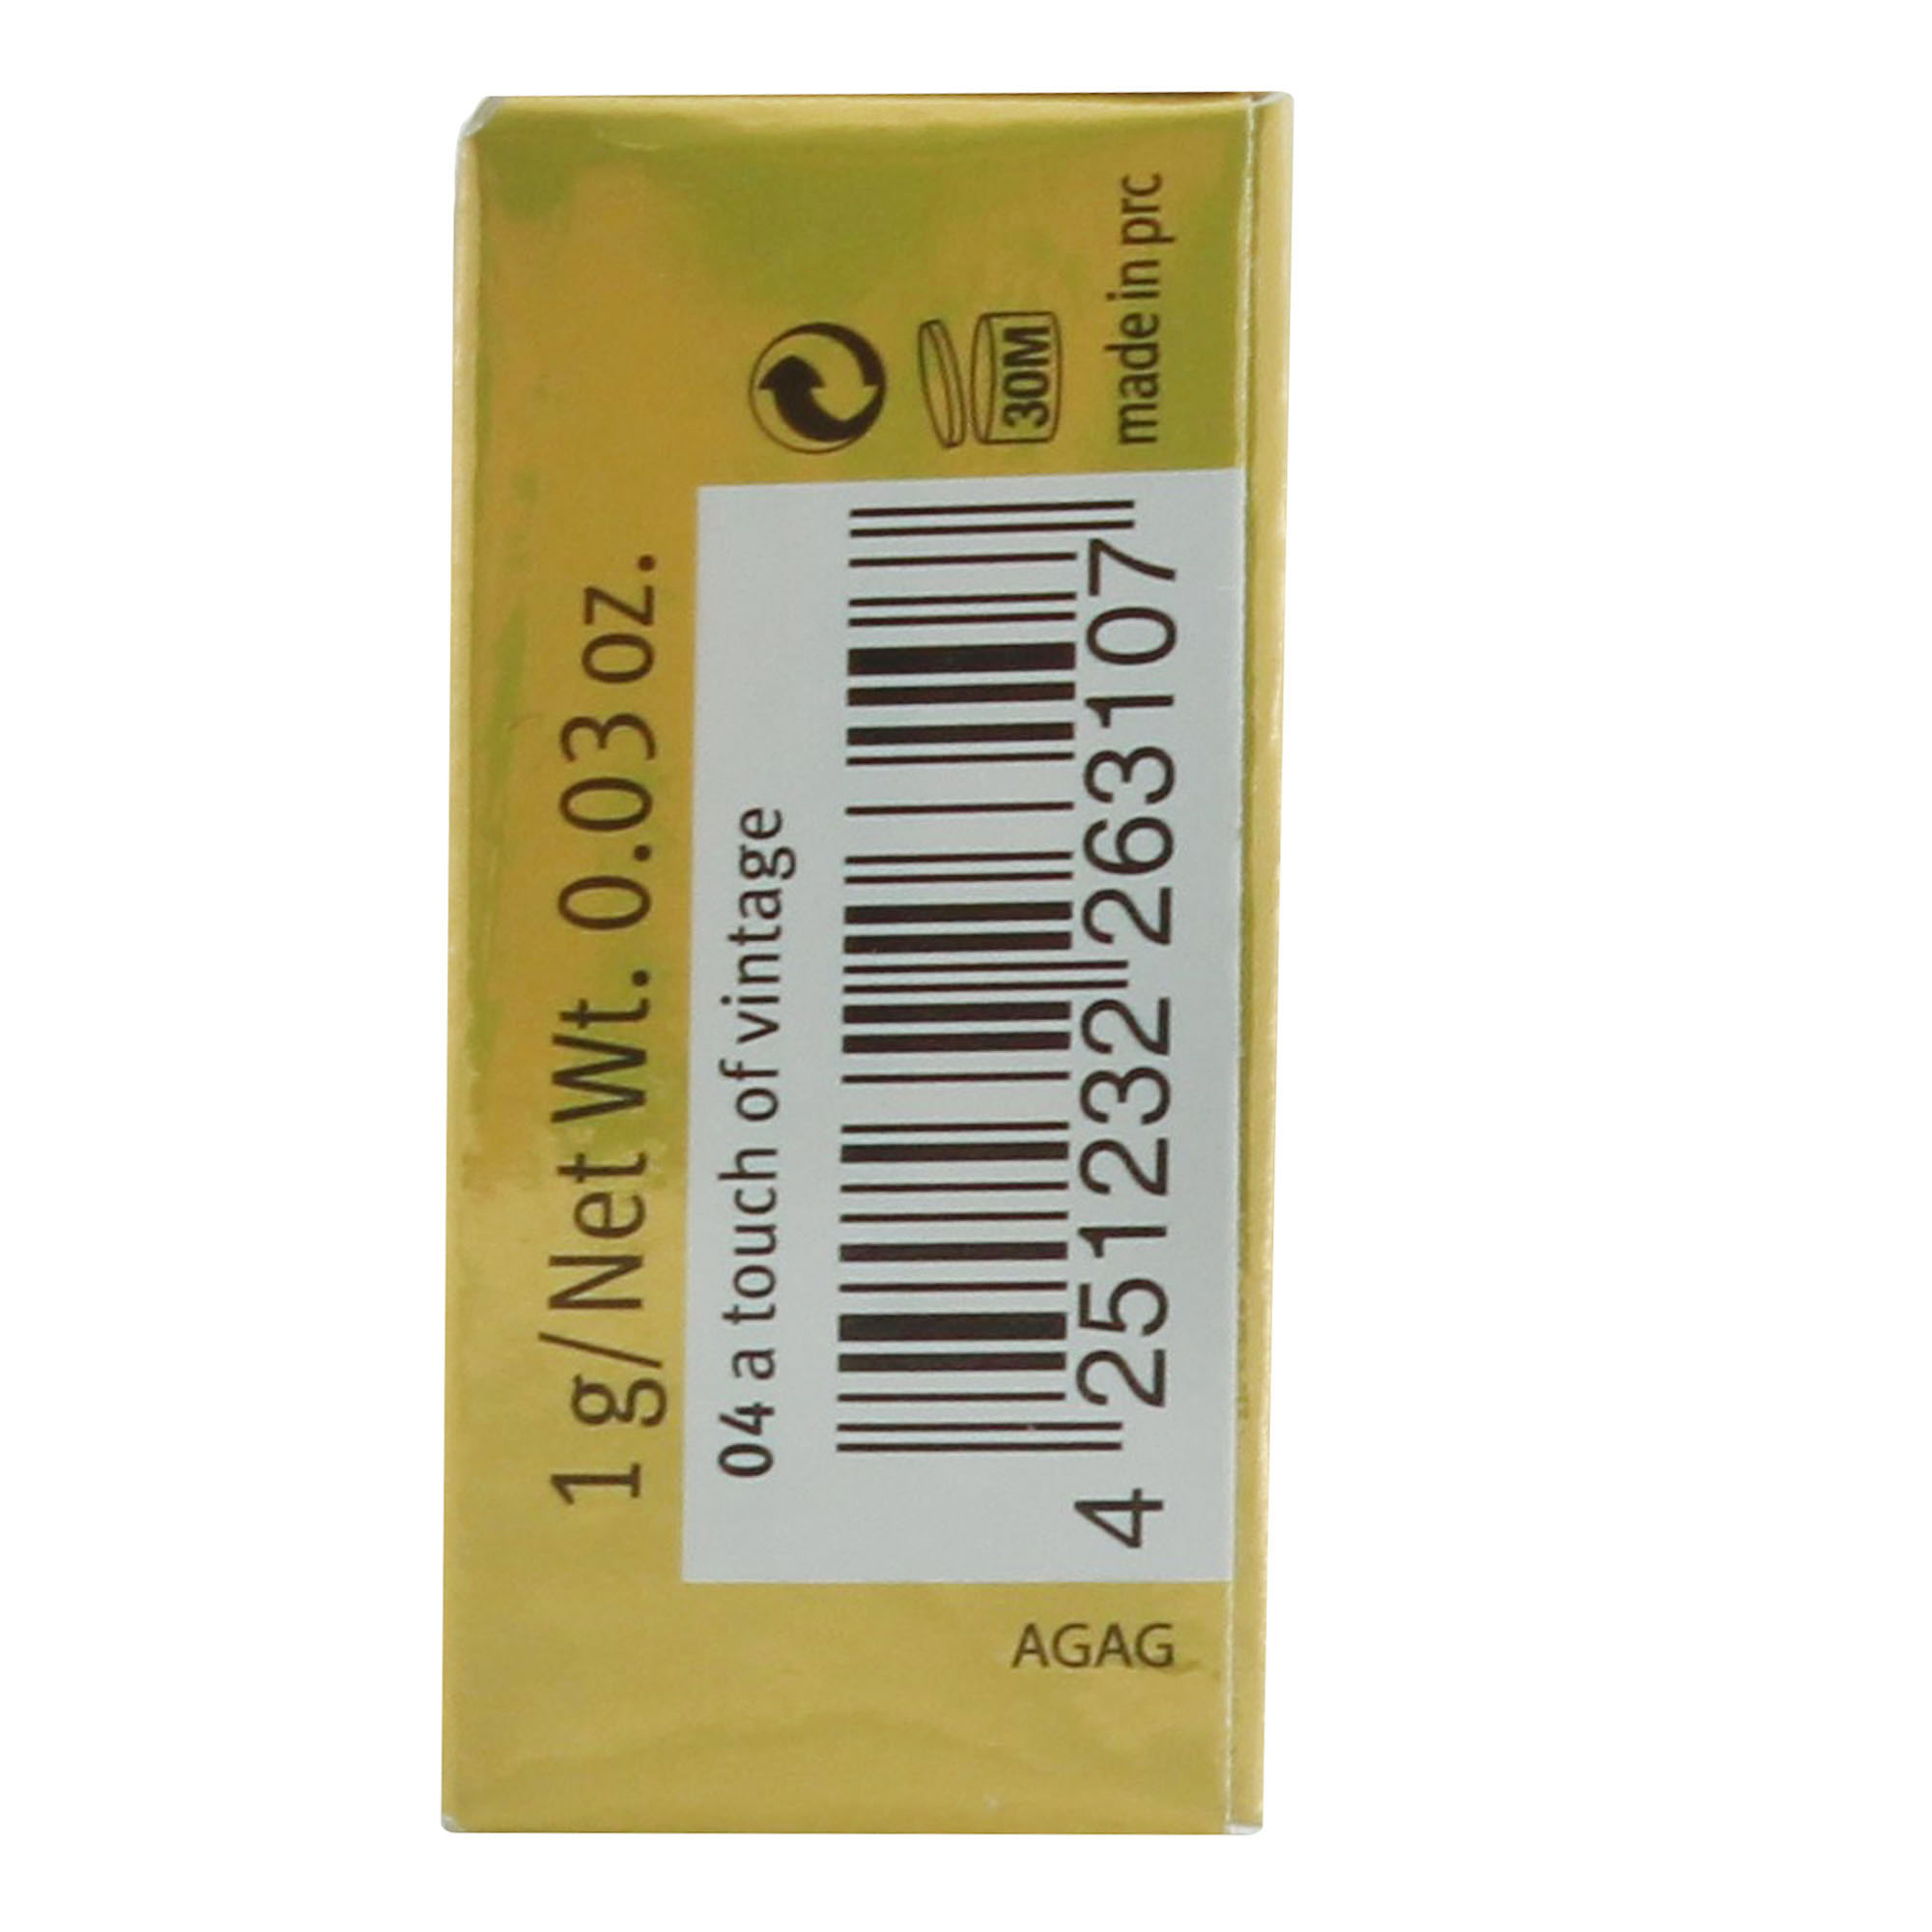 1 g/Net Wt. 0.03 oz.
04 a touch of vintage
4 251232 263107
30M
made in prc
AGAG